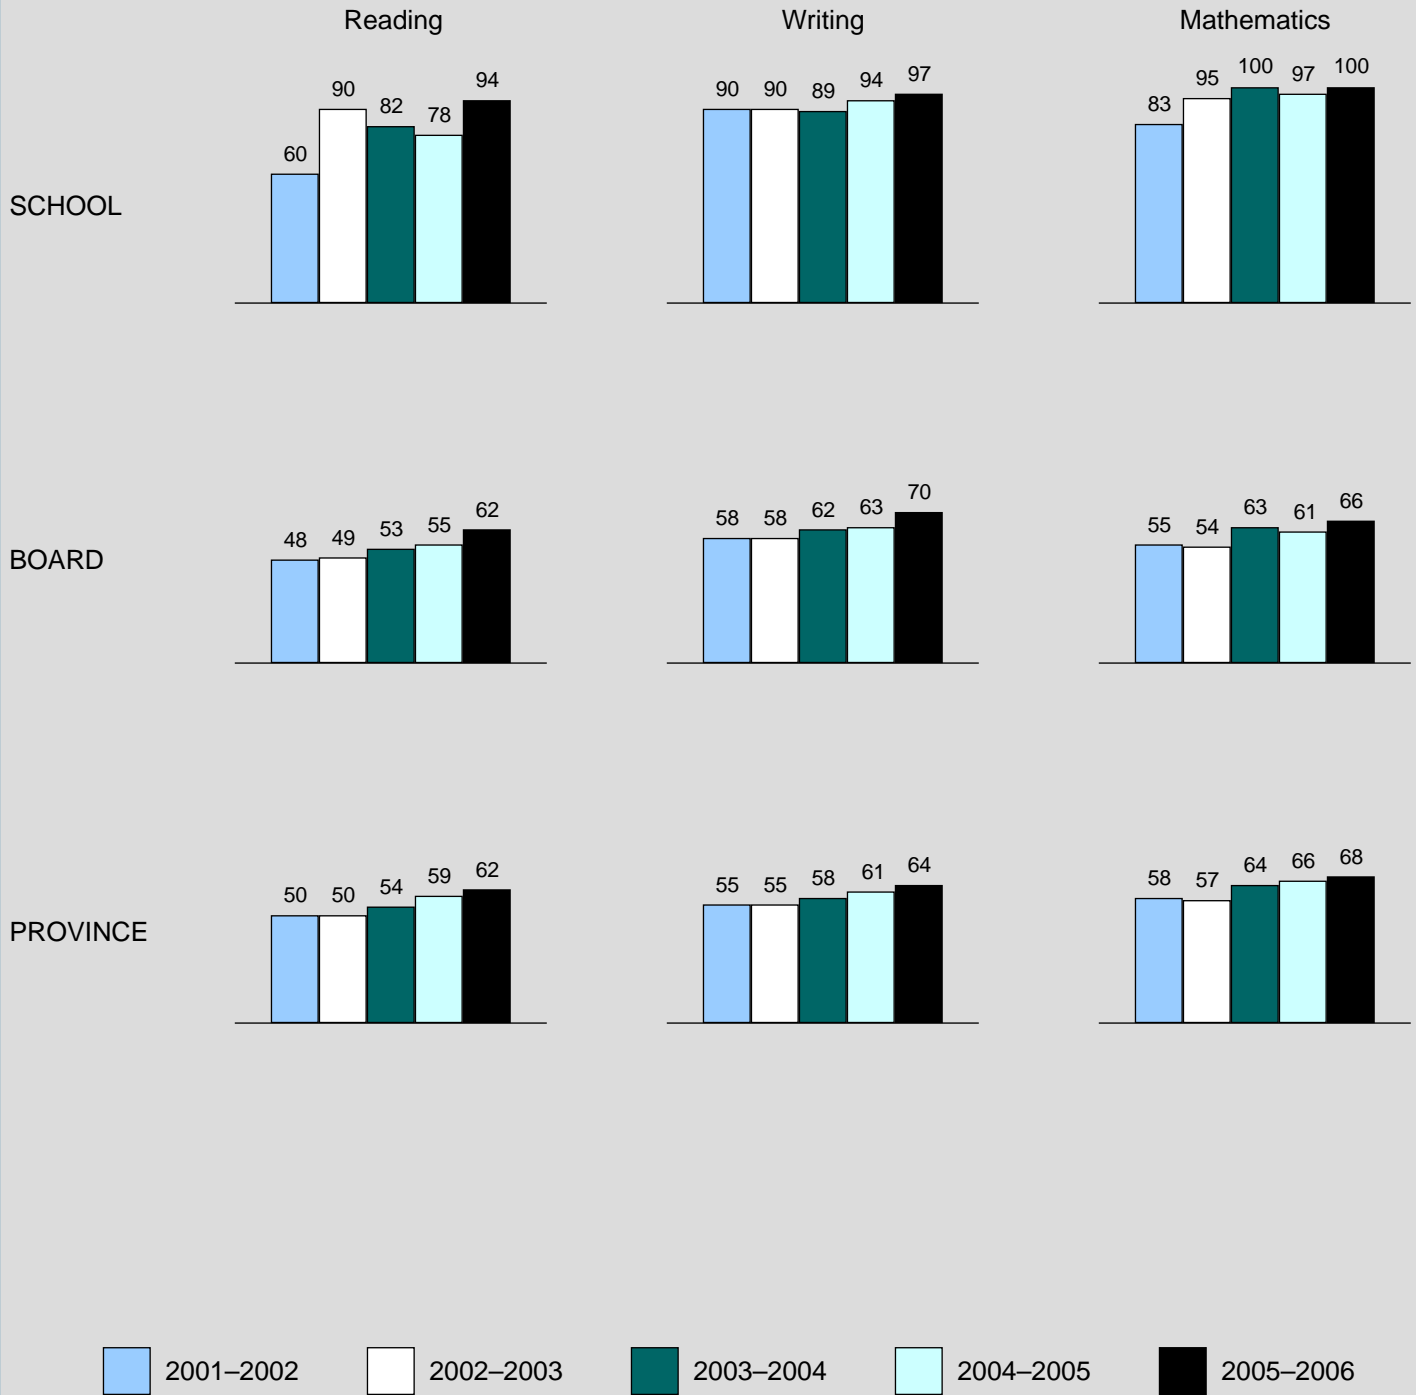 Reading Writing Mathematics
SCHOOL
60 90 82 78 94 90 90 89 94 97 83 95 100 97 100
BOARD
48 49 53 55 62 58 58 62 63 70 55 54 63 61 66
PROVINCE
50 50 54 59 62 55 55 58 61 64 58 57 64 66 68
2001–2002 2002–2003 2003–2004 2004–2005 2005–2006